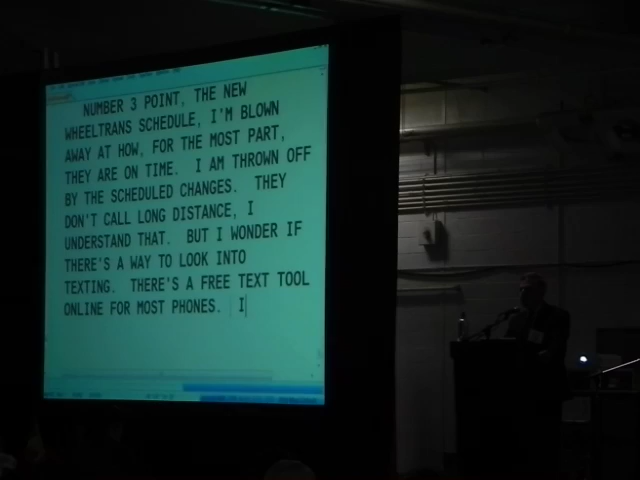 NUMBER 3 POINT, THE NEW
WHEELTRANS SCHEDULE, I'M BLOWN
AWAY AT HOW, FOR THE MOST PART,
THEY ARE ON TIME. I AM THROWN OFF
BY THE SCHEDULED CHANGES. THEY
DON'T CALL LONG DISTANCE, I
UNDERSTAND THAT. BUT I WONDER IF
THERE'S A WAY TO LOOK INTO
TEXTING. THERE'S A FREE TEXT TOOL
ONLINE FOR MOST PHONES. I